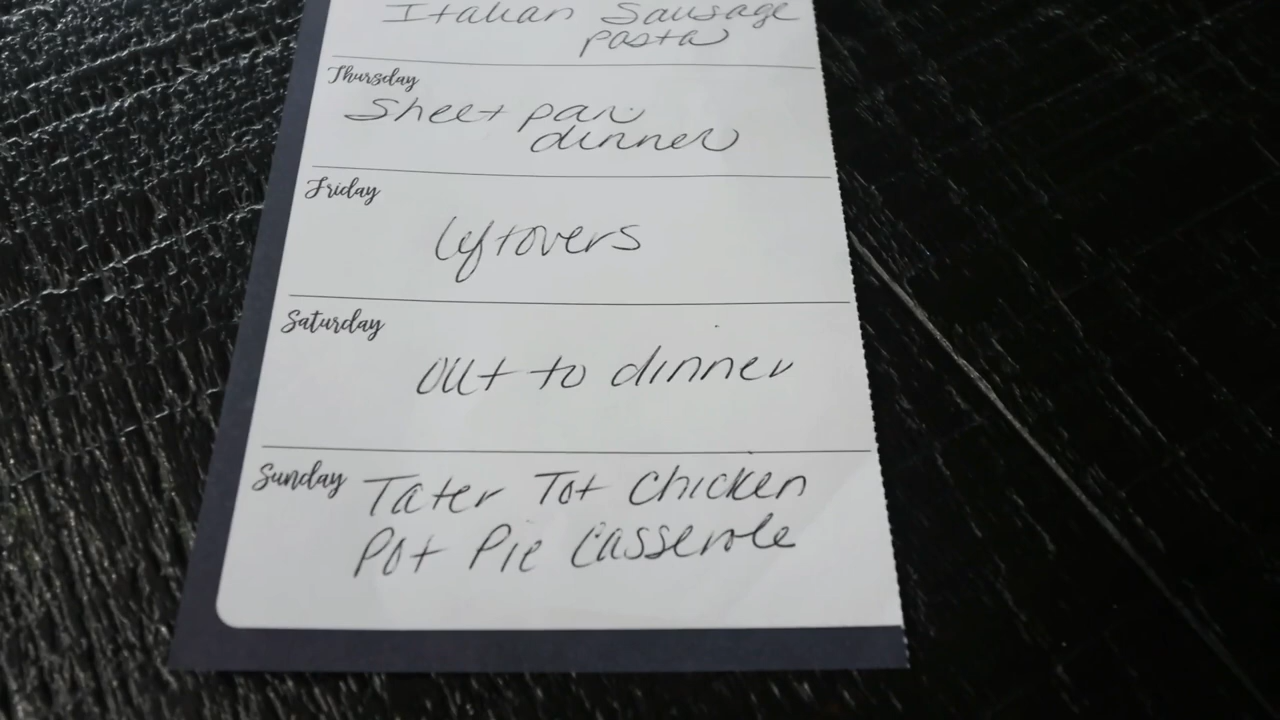 Italian Sausage
pasta
Thursday
Sheet pan
dinner
Friday
leftovers
Saturday
out to dinner
Sunday
Tater Tot Chicken
Pot Pie Casserole